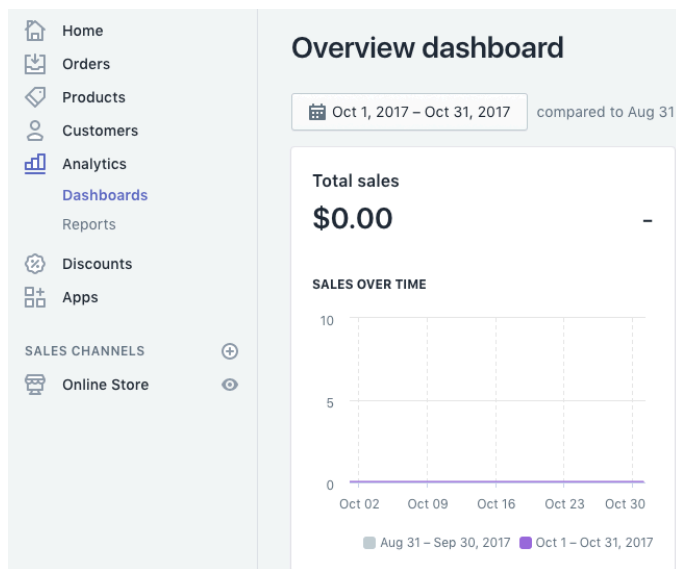 Home
Orders
Products
Customers
Analytics
Dashboards
Reports
Discounts
Apps
SALES CHANNELS
Online Store
Overview dashboard
Oct 1, 2017 – Oct 31, 2017 compared to Aug 31
Total sales
$0.00 -
SALES OVER TIME
10
5
0
Oct 02 Oct 09 Oct 16 Oct 23 Oct 30
Aug 31 – Sep 30, 2017 Oct 1 – Oct 31, 2017